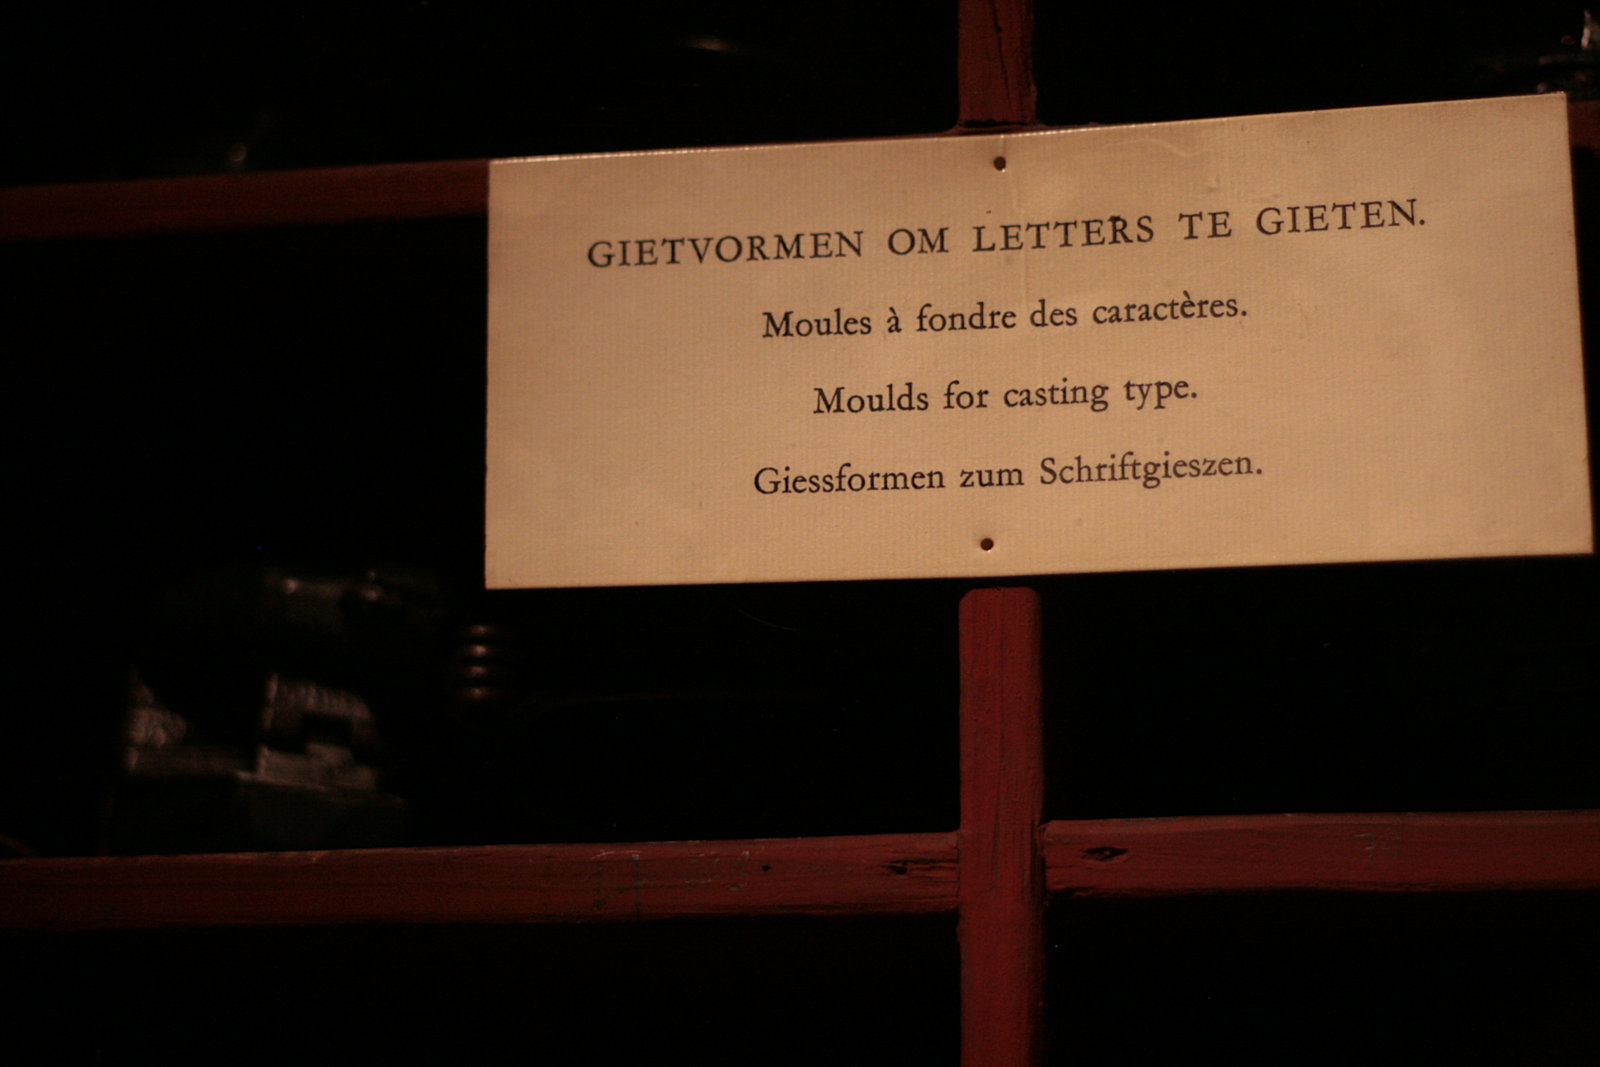 GIETVORMEN OM LETTERS TE GIETEN.
Moules à fondre des caractères.
Moulds for casting type.
Giessformen zum Schriftgieszen.